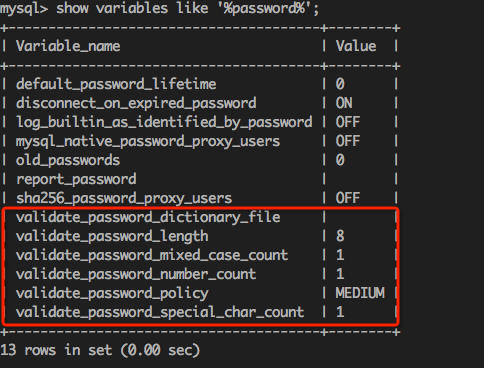 mysql> show variables like '%password%';
+---------------------------------------+--------+
| Variable_name | Value |
+---------------------------------------+--------+
| default_password_lifetime | 0 |
| disconnect_on_expired_password | ON |
| log_builtin_as_identified_by_password | OFF |
| mysql_native_password_proxy_users | OFF |
| old_passwords | 0 |
| report_password | |
| sha256_password_proxy_users | OFF |
| validate_password_dictionary_file | |
| validate_password_length | 8 |
| validate_password_mixed_case_count | 1 |
| validate_password_number_count | 1 |
| validate_password_policy | MEDIUM |
| validate_password_special_char_count | 1 |
+---------------------------------------+--------+
13 rows in set (0.00 sec)